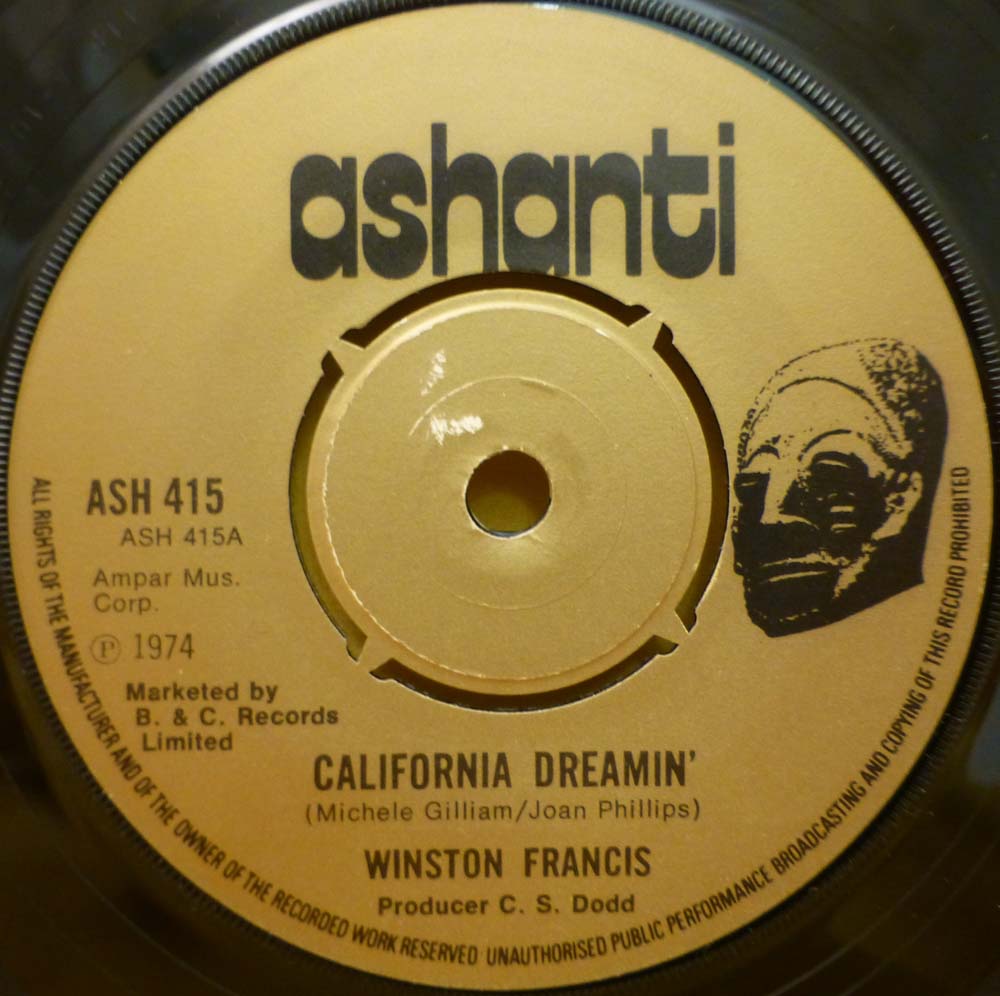 ashanti
ASH 415
ASH 415A
Ampar Mus.
Corp.
Ⓟ 1974
Marketed by
B. & C. Records
Limited
CALIFORNIA DREAMIN'
(Michele Gilliam/Joan Phillips)
WINSTON FRANCIS
Producer C. S. Dodd
ALL RIGHTS OF THE MANUFACTURER AND OF THE OWNER OF THE RECORDED WORK RESERVED UNAUTHORISED PUBLIC PERFORMANCE BROADCASTING AND COPYING OF THIS RECORD PROHIBITED